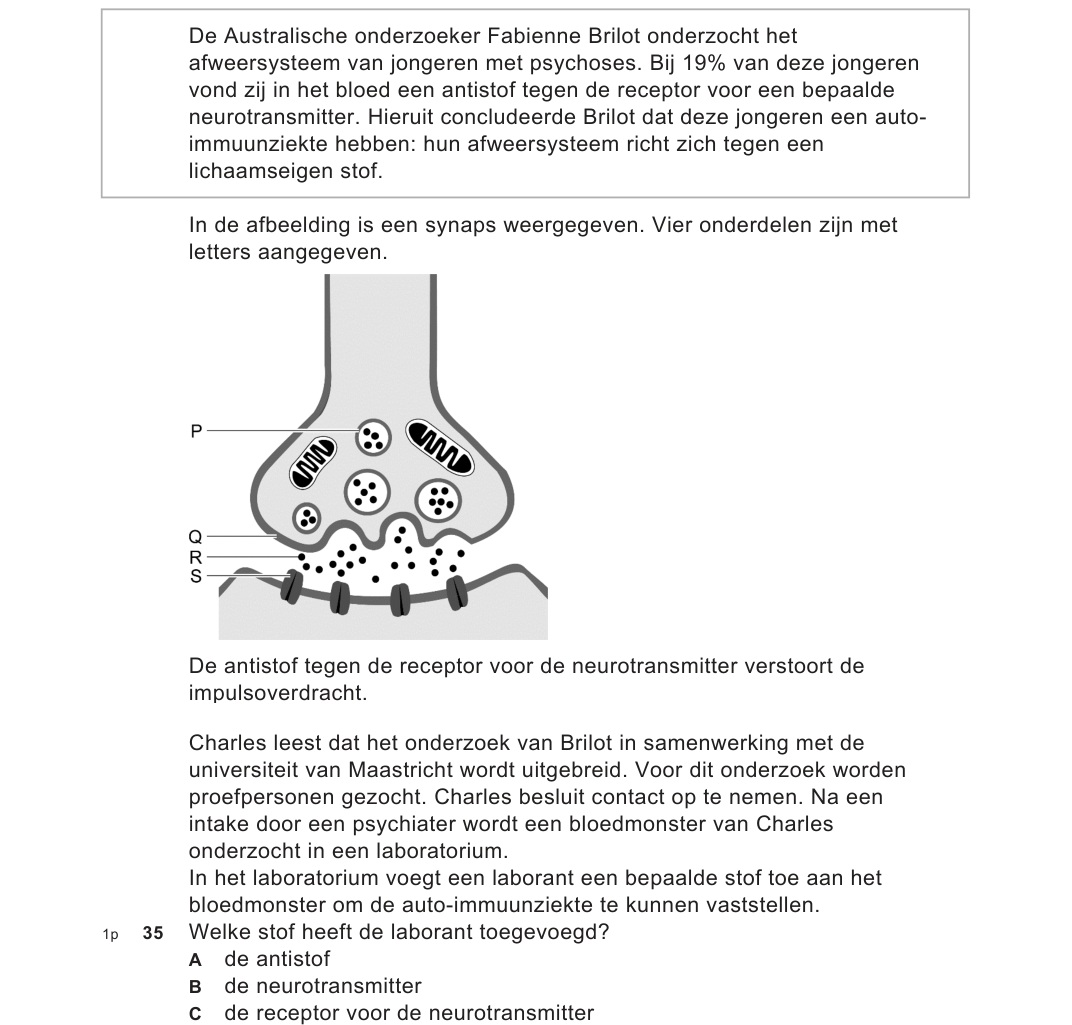 De Australische onderzoeker Fabienne Brilot onderzocht het
afweersysteem van jongeren met psychoses. Bij 19% van deze jongeren
vond zij in het bloed een antistof tegen de receptor voor een bepaalde
neurotransmitter. Hieruit concludeerde Brilot dat deze jongeren een auto-
immuunziekte hebben: hun afweersysteem richt zich tegen een
lichaamseigen stof.
In de afbeelding is een synaps weergegeven. Vier onderdelen zijn met
letters aangegeven.
P
Q
R
S
De antistof tegen de receptor voor de neurotransmitter verstoort de
impulsoverdracht.
Charles leest dat het onderzoek van Brilot in samenwerking met de
universiteit van Maastricht wordt uitgebreid. Voor dit onderzoek worden
proefpersonen gezocht. Charles besluit contact op te nemen. Na een
intake door een psychiater wordt een bloedmonster van Charles
onderzocht in een laboratorium.
In het laboratorium voegt een laborant een bepaalde stof toe aan het
bloedmonster om de auto-immuunziekte te kunnen vaststellen.
1p 35 Welke stof heeft de laborant toegevoegd?
A de antistof
B de neurotransmitter
C de receptor voor de neurotransmitter